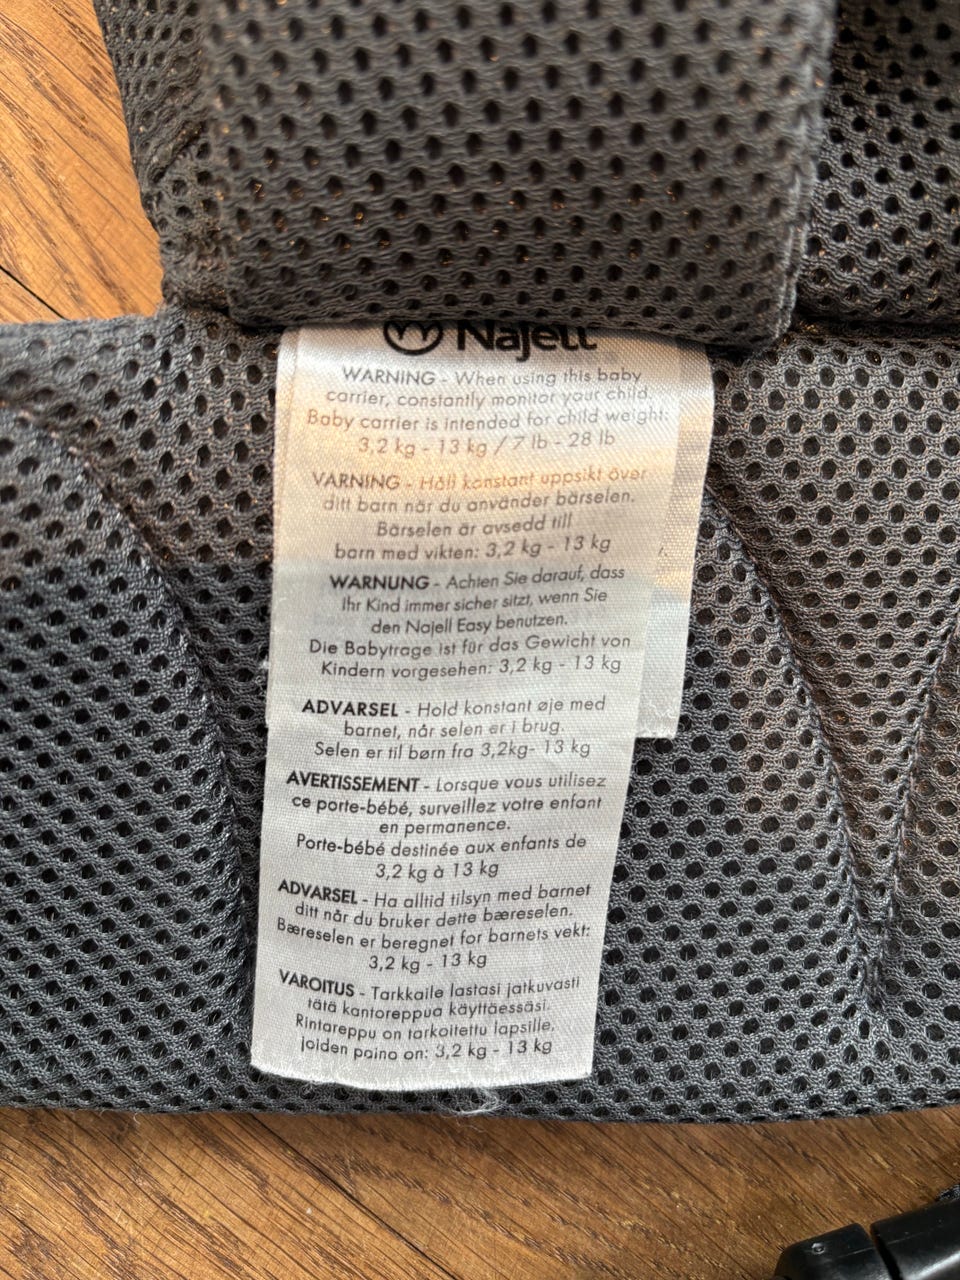 Najell
WARNING - When using this baby
carrier, constantly monitor your child.
Baby carrier is intended for child weight:
3,2 kg - 13 kg / 7 lb - 28 lb
VARNING - Håll konstant uppsikt över
ditt barn när du använder bärselen.
Bärselen är avsedd till
barn med vikten: 3,2 kg - 13 kg
WARNUNG - Achten Sie darauf, dass
Ihr Kind immer sicher sitzt, wenn Sie
den Najell Easy benutzen.
Die Babytrage ist für das Gewicht von
Kindern vorgesehen: 3,2 kg - 13 kg
ADVARSEL - Hold konstant øje med
barnet, når selen er i brug.
Selen er til børn fra 3,2kg- 13 kg
AVERTISSEMENT - Lorsque vous utilisez
ce porte-bébé, surveillez votre enfant
en permanence.
Porte-bébé destinée aux enfants de
3,2 kg à 13 kg
ADVARSEL - Ha alltid tilsyn med barnet
ditt når du bruker dette bæreselen.
Bæreselen er beregnet for barnets vekt:
3,2 kg - 13 kg
VAROITUS - Tarkkaile lastasi jatkuvasti
tätä kantoreppua käyttäessäsi.
Rintareppu on tarkoitettu lapsille,
joiden paino on: 3,2 kg - 13 kg